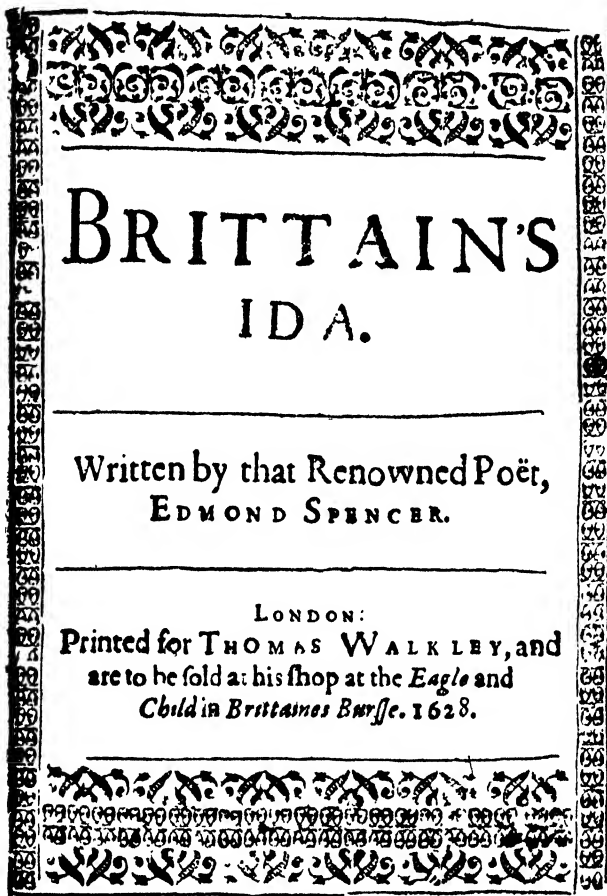 BRITTAIN'S
IDA.
Written by that Renowned Poët,
EDMOND SPENCER.
LONDON:
Printed for THOMAS WALKLEY, and
are to be ſold at his ſhop at the Eagle and
Child in Brittaines Burſſe. 1628.